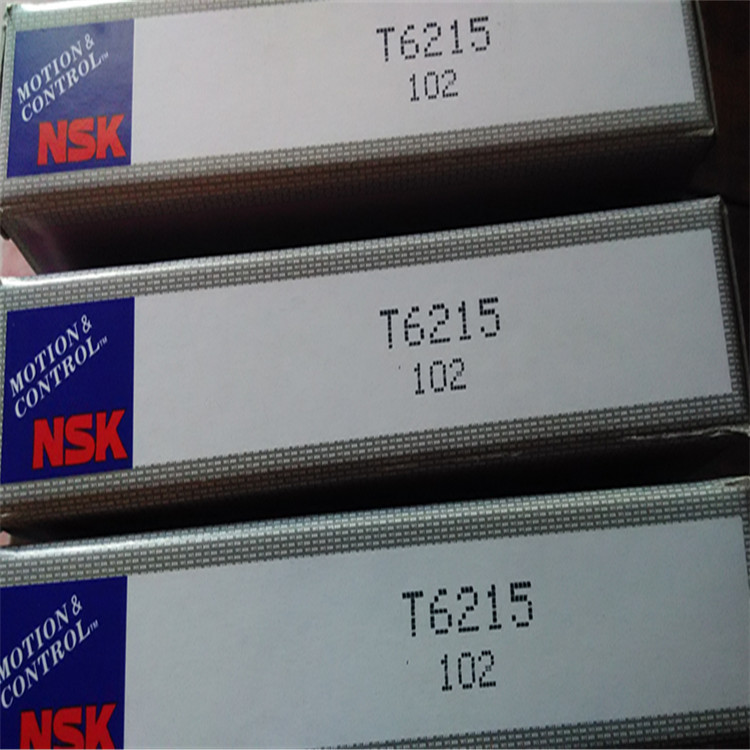 MOTION &
CONTROL™
NSK
T6215
102
MOTION &
CONTROL™
NSK
T6215
102
MOTION &
CONTROL™
NSK
T6215
102